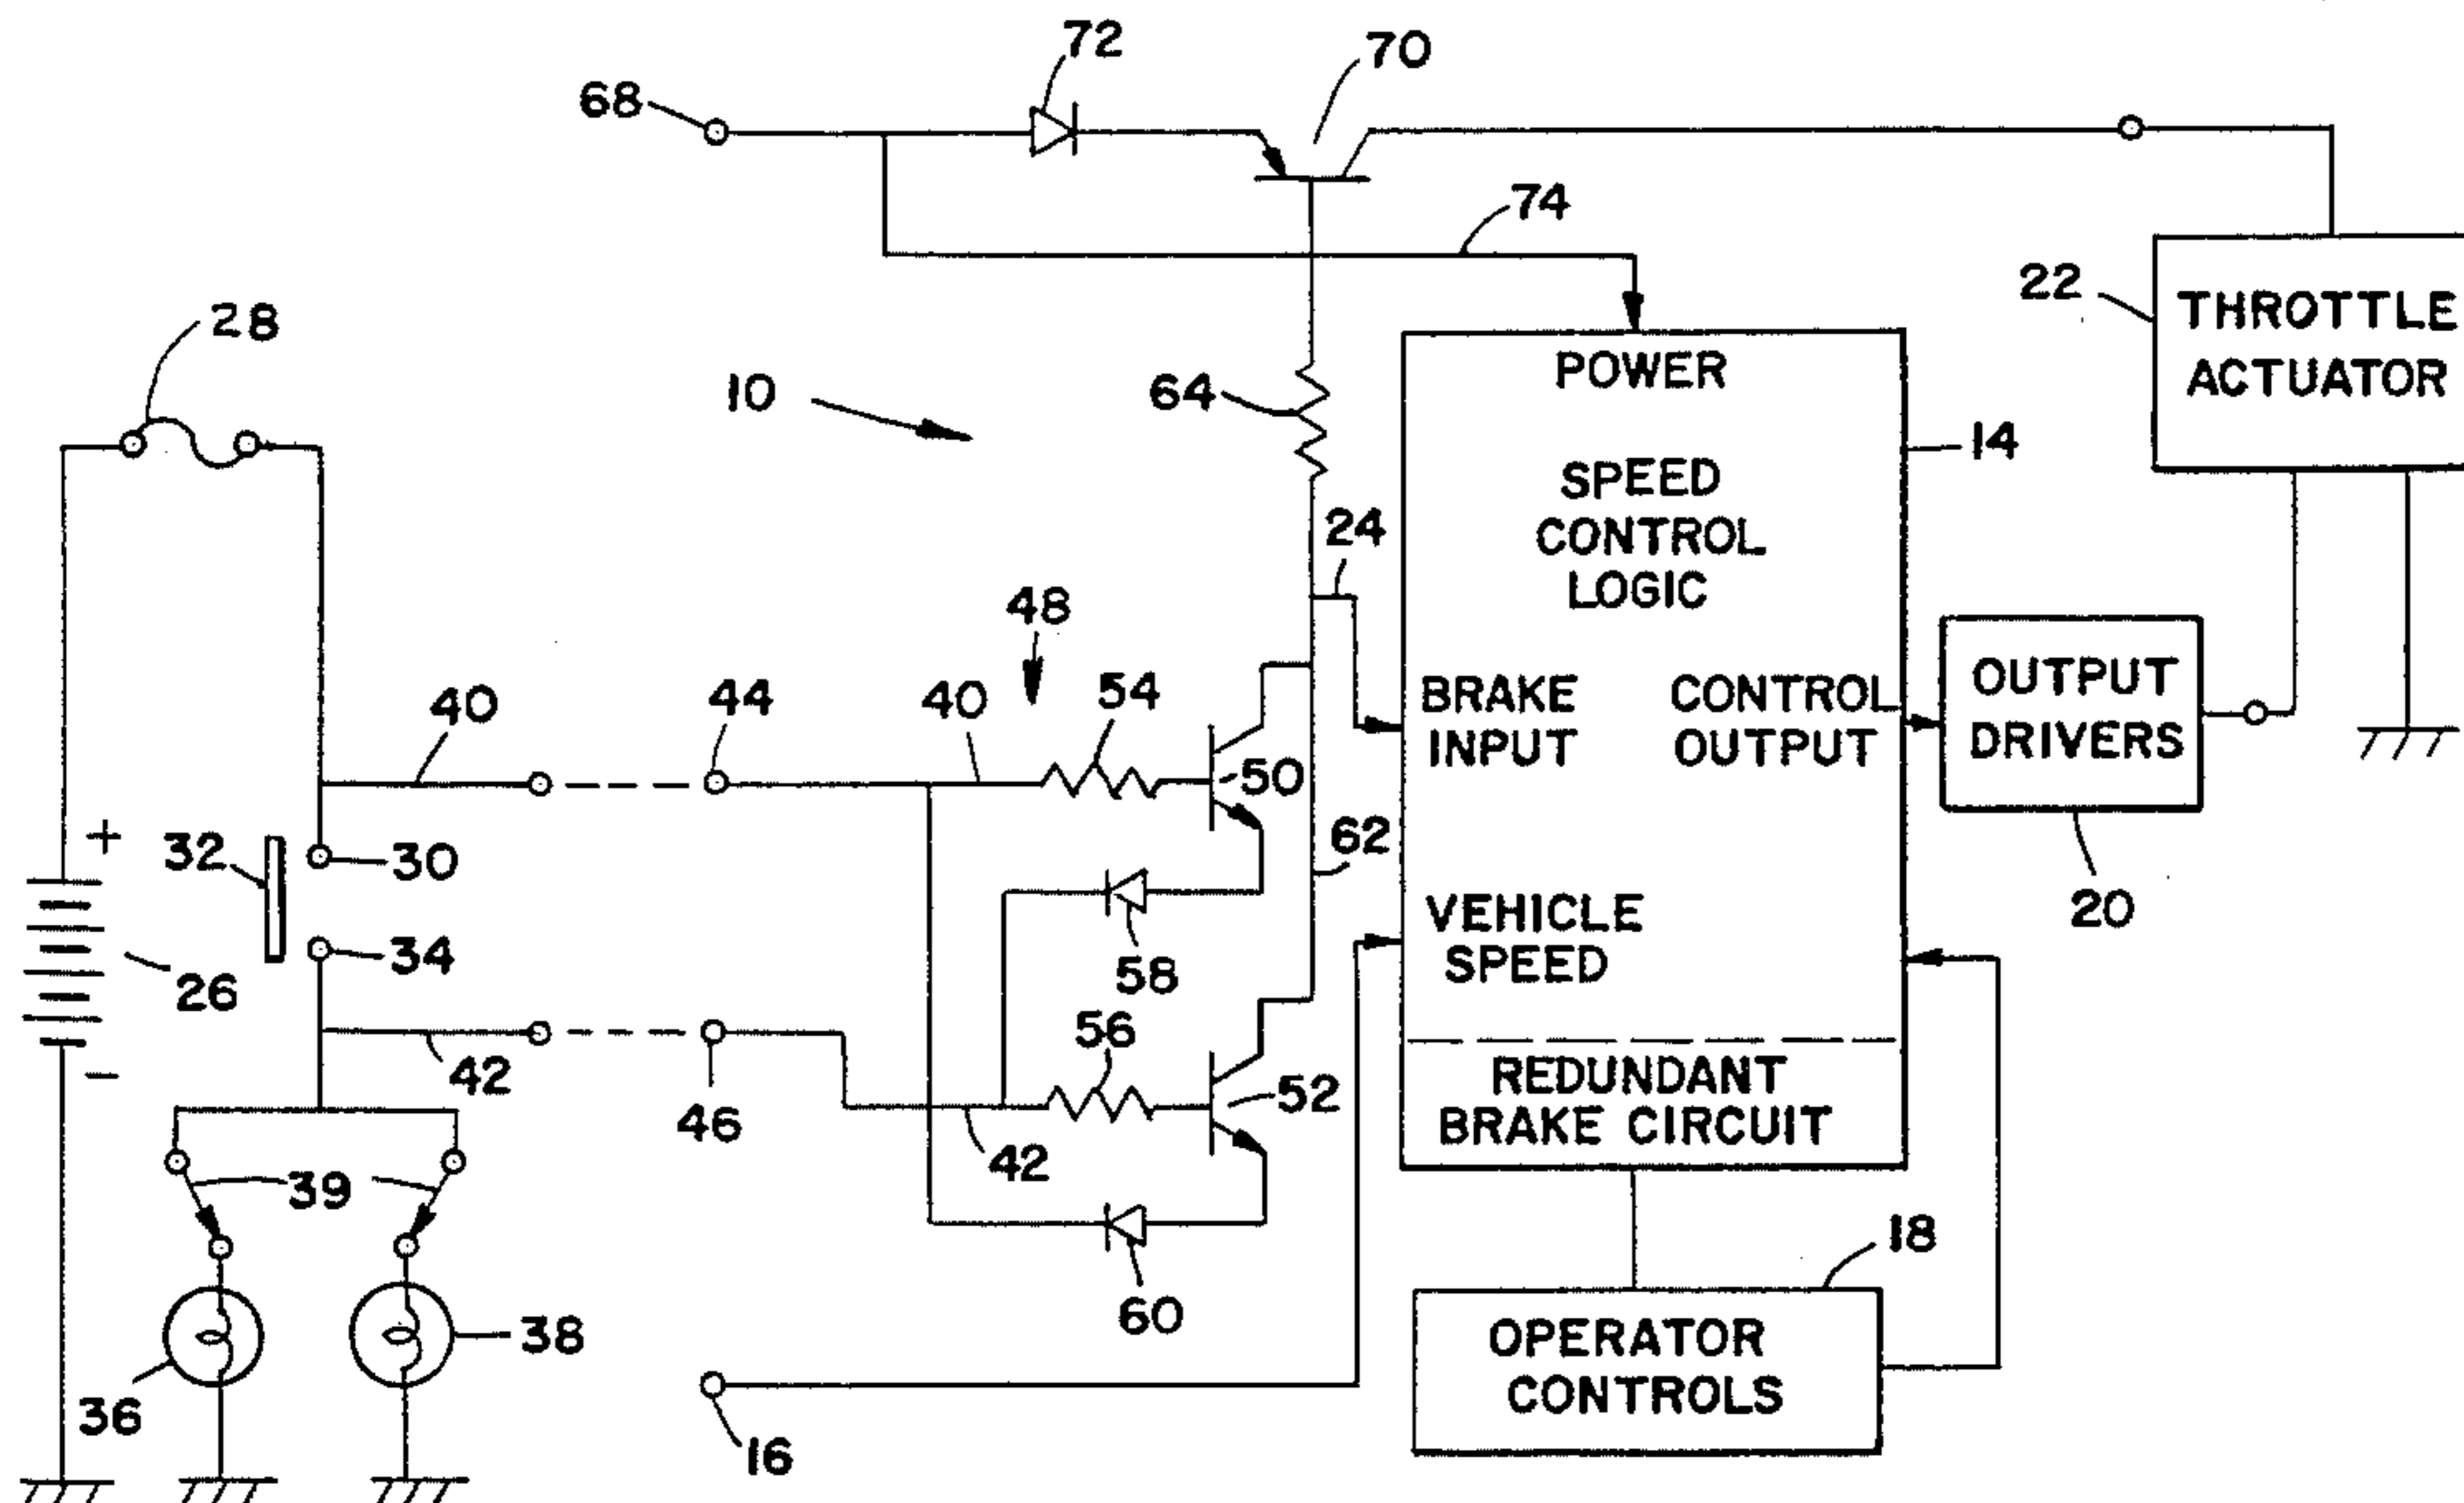 72
70
68
74
22
THROTTLE
ACTUATOR
28
10
64
POWER
14
SPEED
CONTROL
LOGIC
24
48
40
44
40
54
50
BRAKE
INPUT
CONTROL
OUTPUT
OUTPUT
DRIVERS
+
32
30
62
20
26
34
58
VEHICLE
SPEED
-
42
46
56
52
42
REDUNDANT
BRAKE CIRCUIT
39
18
60
36
38
16
OPERATOR
CONTROLS